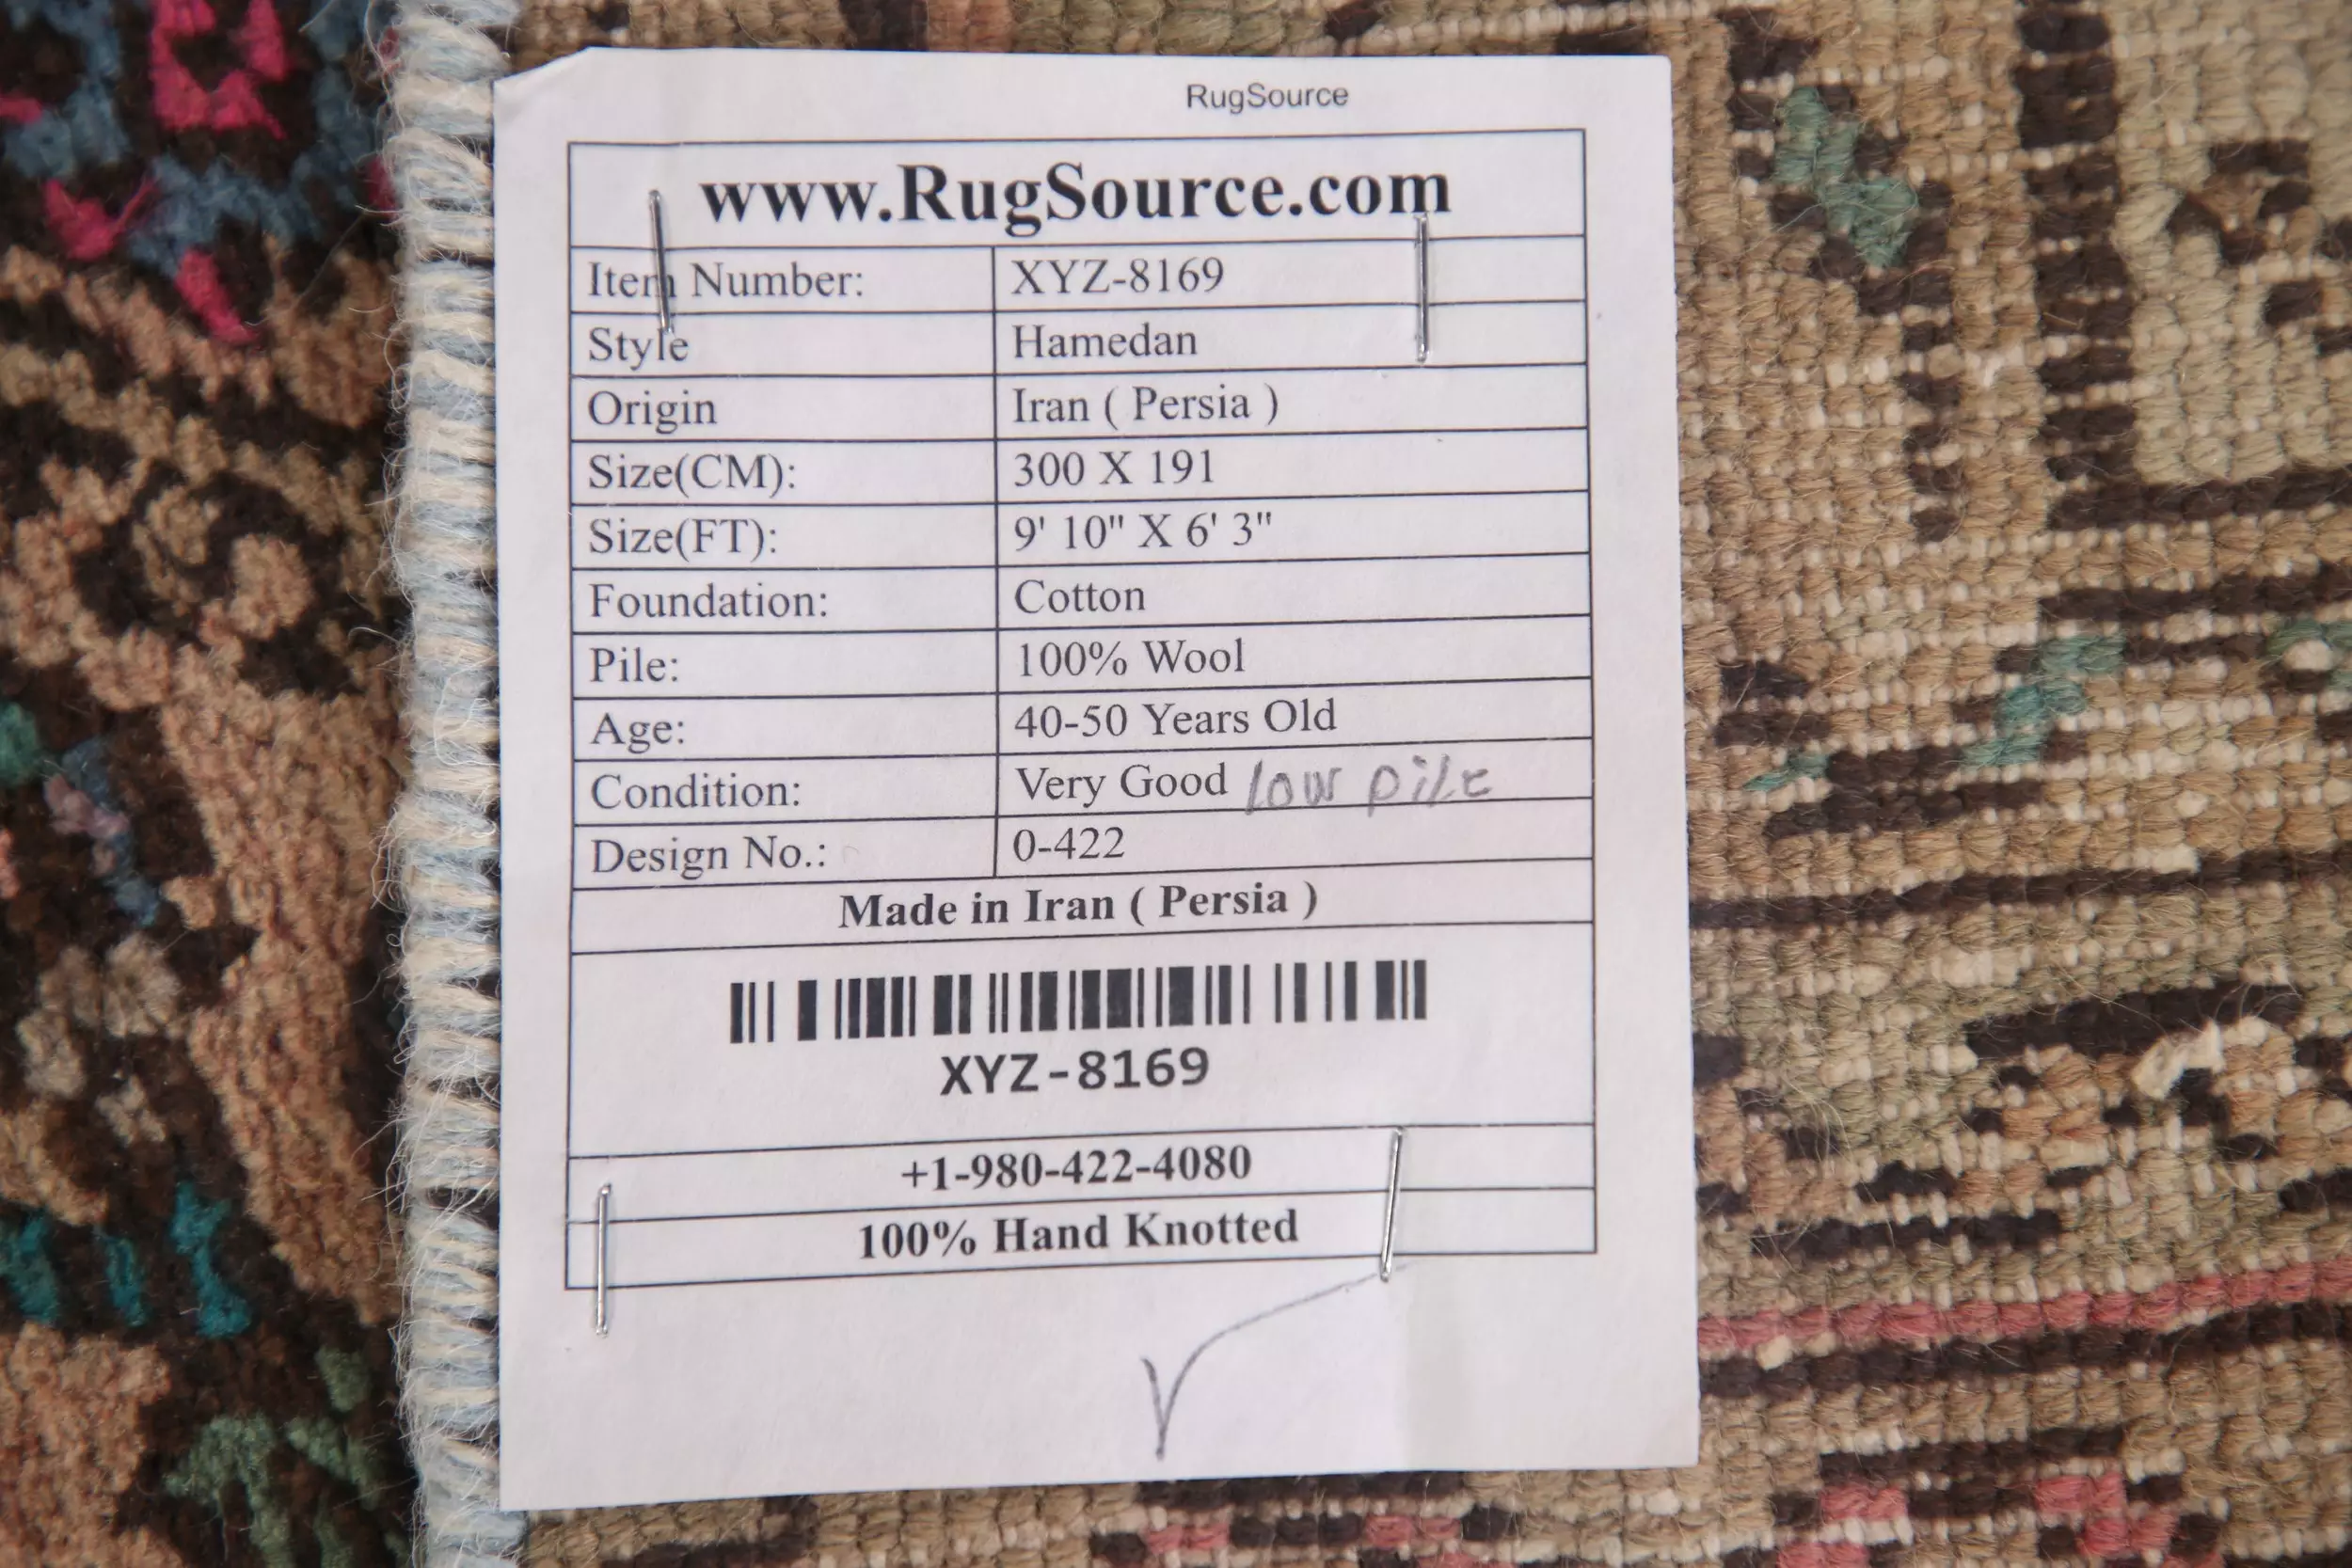 RugSource
www.RugSource.com
Item Number: XYZ-8169
Style Hamedan
Origin Iran ( Persia )
Size(CM): 300 X 191
Size(FT): 9' 10" X 6' 3"
Foundation: Cotton
Pile: 100% Wool
Age: 40-50 Years Old
Condition: Very Good low pile
Design No.: 0-422
Made in Iran ( Persia )
XYZ-8169
+1-980-422-4080
100% Hand Knotted